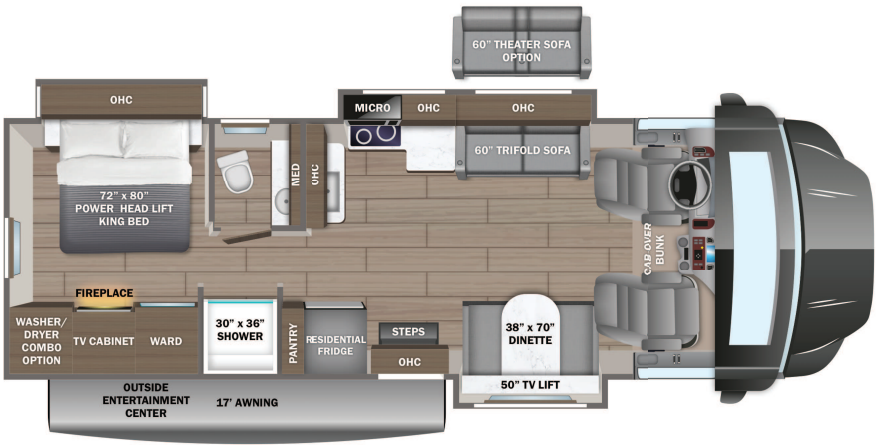 60" THEATER SOFA
OPTION
OHC
MICRO
OHC
OHC
60" TRIFOLD SOFA
MED
OHC
72" x 80"
POWER HEAD LIFT
KING BED
CAB OVER
BUNK
FIREPLACE
WASHER/
DRYER
COMBO
OPTION
TV CABINET
WARD
30" x 36"
SHOWER
PANTRY
RESIDENTIAL
FRIDGE
STEPS
OHC
38" x 70"
DINETTE
50" TV LIFT
OUTSIDE
ENTERTAINMENT
CENTER
17' AWNING